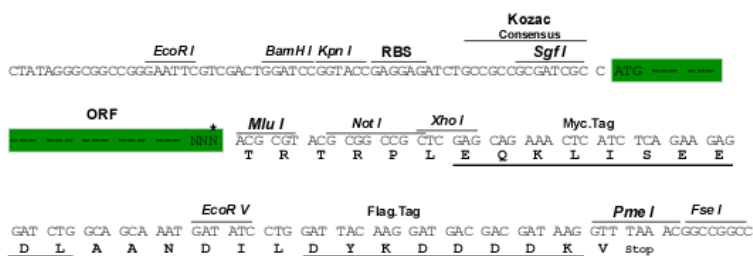 Kozac
Consensus
EcoR I BamH I Kpn I RBS Sgf I
CTATAGGGCGGCCGGGAATTCGTCGACTGGATCCGGTACCGAGGAGATCTGCCGCCGCGATCGC C ATG --- ---
ORF * Mlu I Not I Xho I Myc.Tag
--- --- --- --- --- --- NNN ACG CGT ACG CGG CCG CTC GAG CAG AAA CTC ATC TCA GAA GAG
T R T R P L E Q K L I S E E
EcoR V Flag.Tag Pme I Fse I
GAT CTG GCA GCA AAT GAT ATC CTG GAT TAC AAG GAT GAC GAC GAT AAG GTT TAA ACGGCCGGCC
D L A A N D I L D Y K D D D D K V Stop